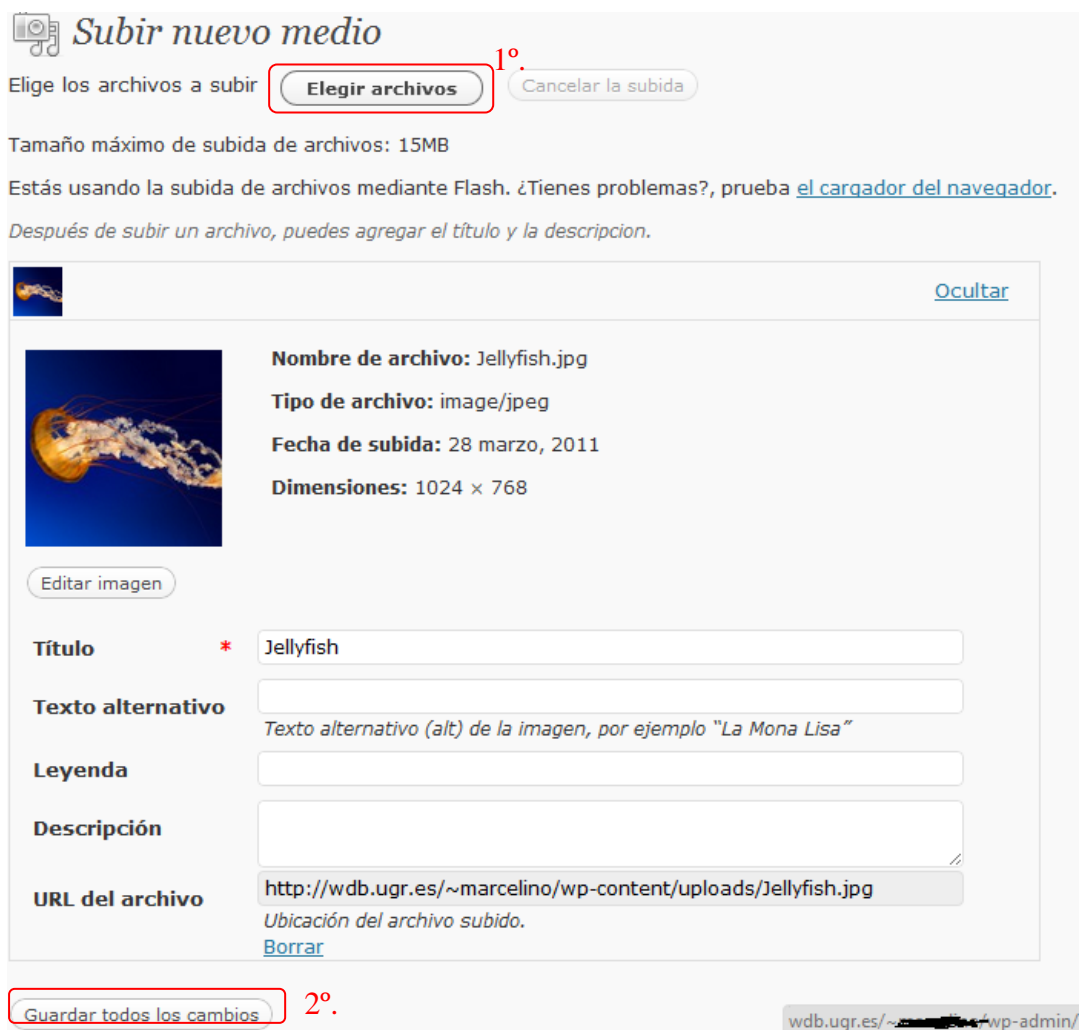 Subir nuevo medio
1º.
Elige los archivos a subir Elegir archivos Cancelar la subida
Tamaño máximo de subida de archivos: 15MB
Estás usando la subida de archivos mediante Flash. ¿Tienes problemas?, prueba el cargador del navegador.
Después de subir un archivo, puedes agregar el título y la descripcion.
Ocultar
Nombre de archivo: Jellyfish.jpg
Tipo de archivo: image/jpeg
Fecha de subida: 28 marzo, 2011
Dimensiones: 1024 × 768
Editar imagen
Título * Jellyfish
Texto alternativo
Texto alternativo (alt) de la imagen, por ejemplo “La Mona Lisa”
Leyenda
Descripción
URL del archivo http://wdb.ugr.es/~marcelino/wp-content/uploads/Jellyfish.jpg
Ubicación del archivo subido.
Borrar
Guardar todos los cambios 2º.
wdb.ugr.es/~ /wp-admin/